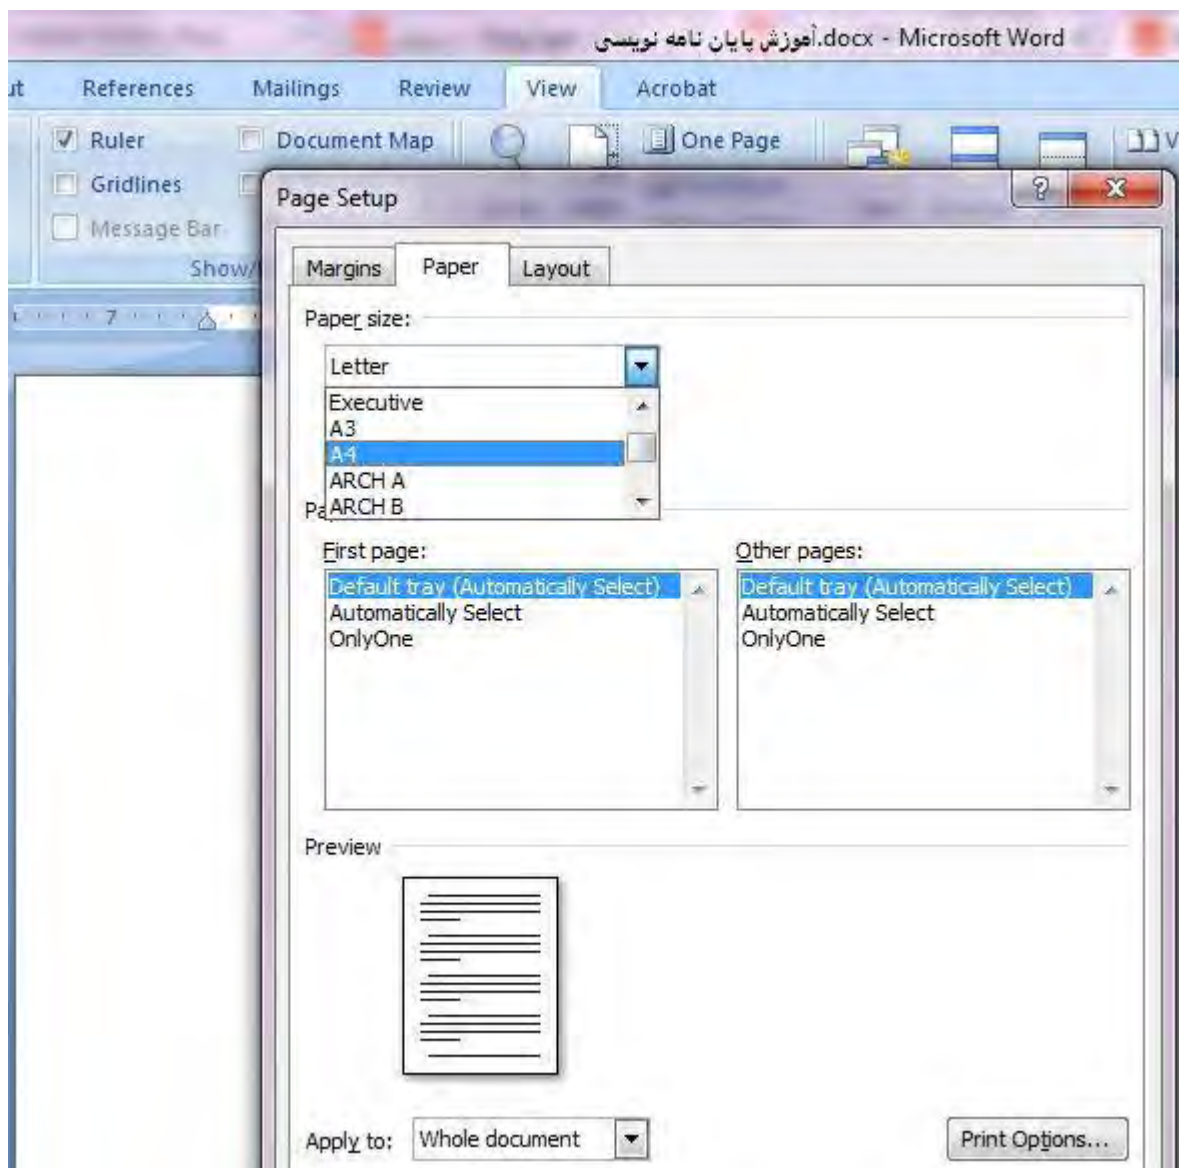 آموزش پایان نامه نویسی.docx - Microsoft Word
References Mailings Review View Acrobat
Ruler Document Map One Page
Gridlines
Message Bar
Show/
Page Setup
Margins Paper Layout
7
Paper size:
Letter
Executive
A3
A4
ARCH A
ARCH B
First page: Other pages:
Default tray (Automatically Select) Default tray (Automatically Select)
Automatically Select Automatically Select
OnlyOne OnlyOne
Preview
Apply to: Whole document Print Options...